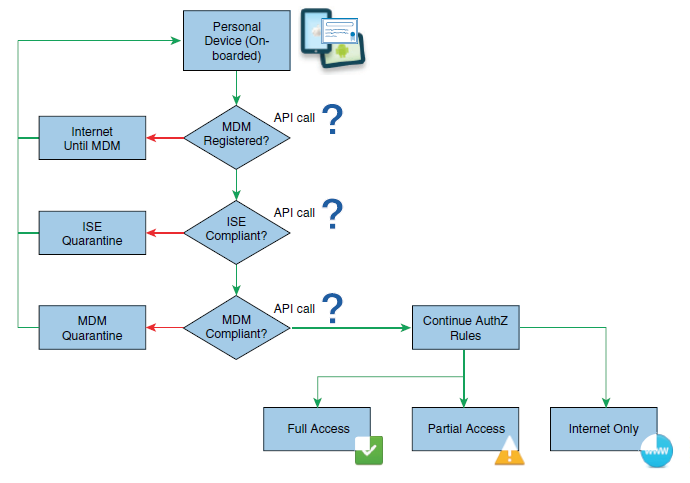 Personal
Device (On-
boarded)
API call ?
MDM
Registered?
Internet
Until MDM
API call ?
ISE
Compliant?
ISE
Quarantine
API call ?
MDM
Compliant?
MDM
Quarantine
Continue AuthZ
Rules
Full Access
Partial Access
Internet Only
www